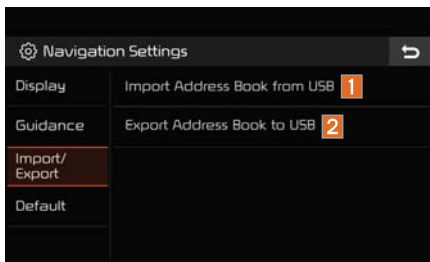 Navigation Settings
Display
Import Address Book from USB 1
Guidance
Export Address Book to USB 2
Import/
Export
Default